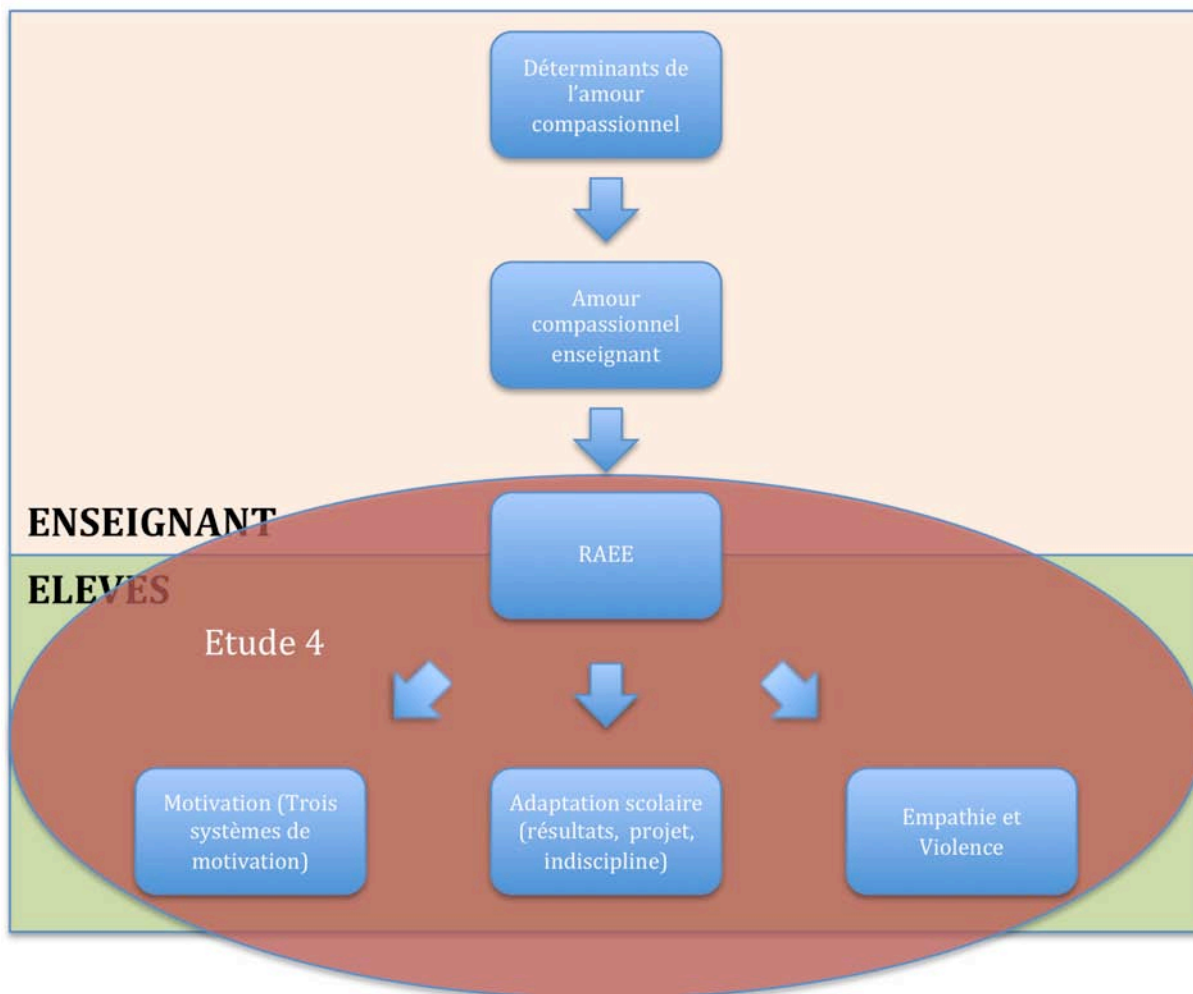 Déterminants de
l'amour
compassionnel
Amour
compassionnel
enseignant
ENSEIGNANT
RAEE
ELEVES
Etude 4
Motivation (Trois
systèmes de
motivation)
Adaptation scolaire
(résultats, projet,
indiscipline)
Empathie et
Violence